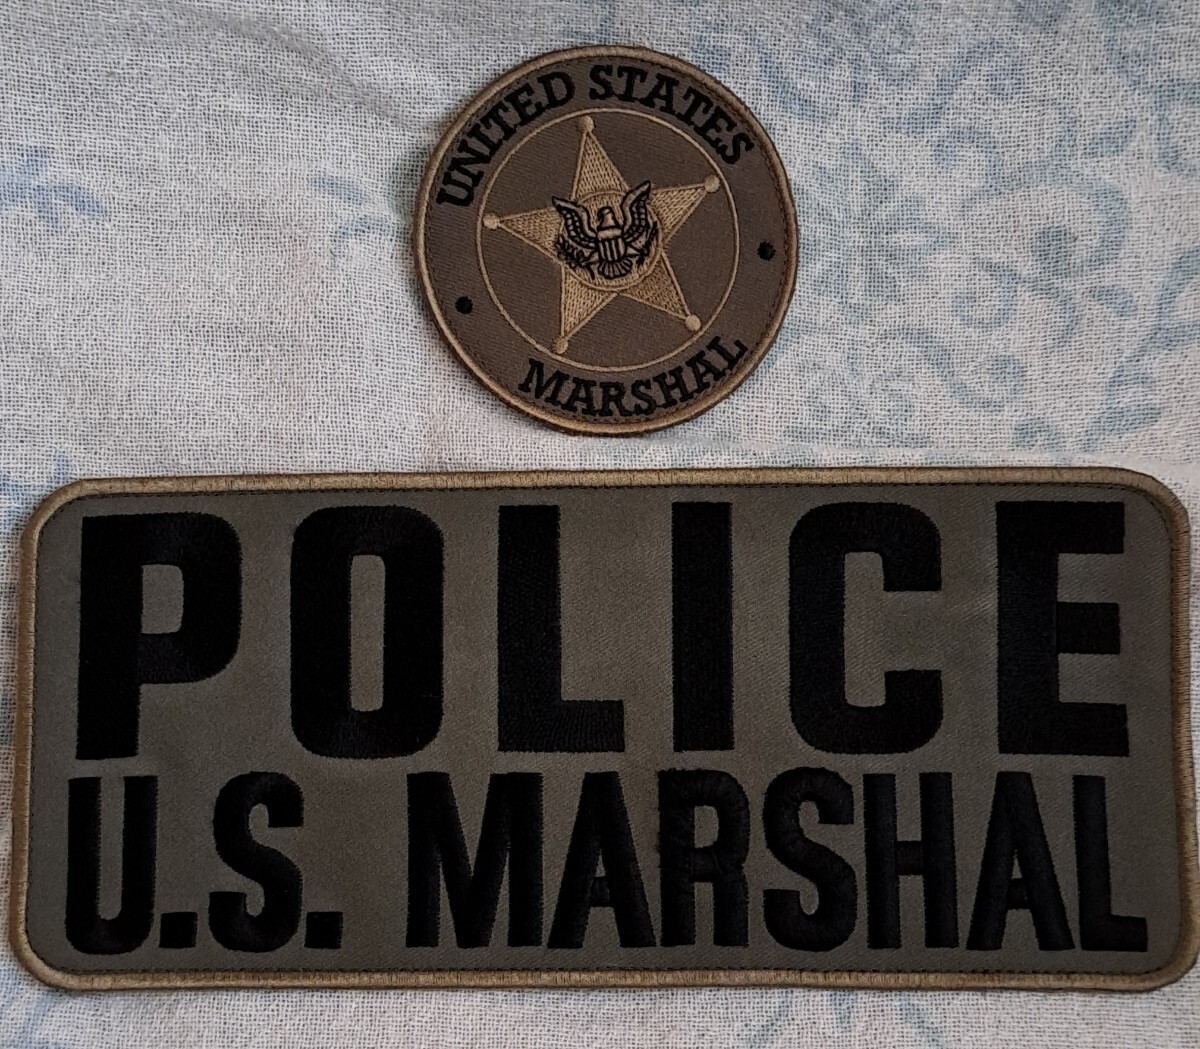 UNITED STATES
MARSHAL
POLICE
U.S. MARSHAL